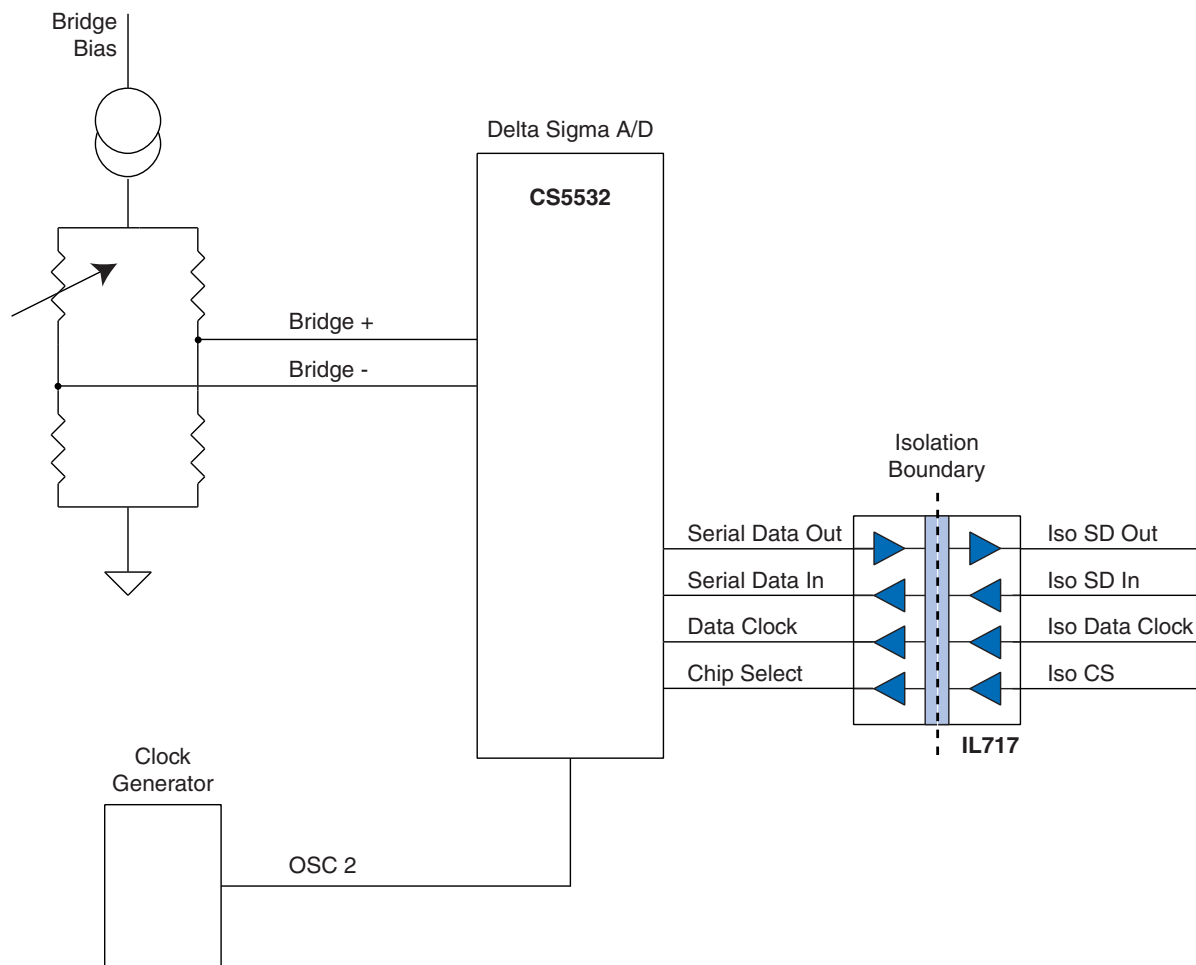 Bridge
Bias
Delta Sigma A/D
CS5532
Bridge +
Bridge -
Isolation
Boundary
Serial Data Out
Iso SD Out
Serial Data In
Iso SD In
Data Clock
Iso Data Clock
Chip Select
Iso CS
IL717
Clock
Generator
OSC 2